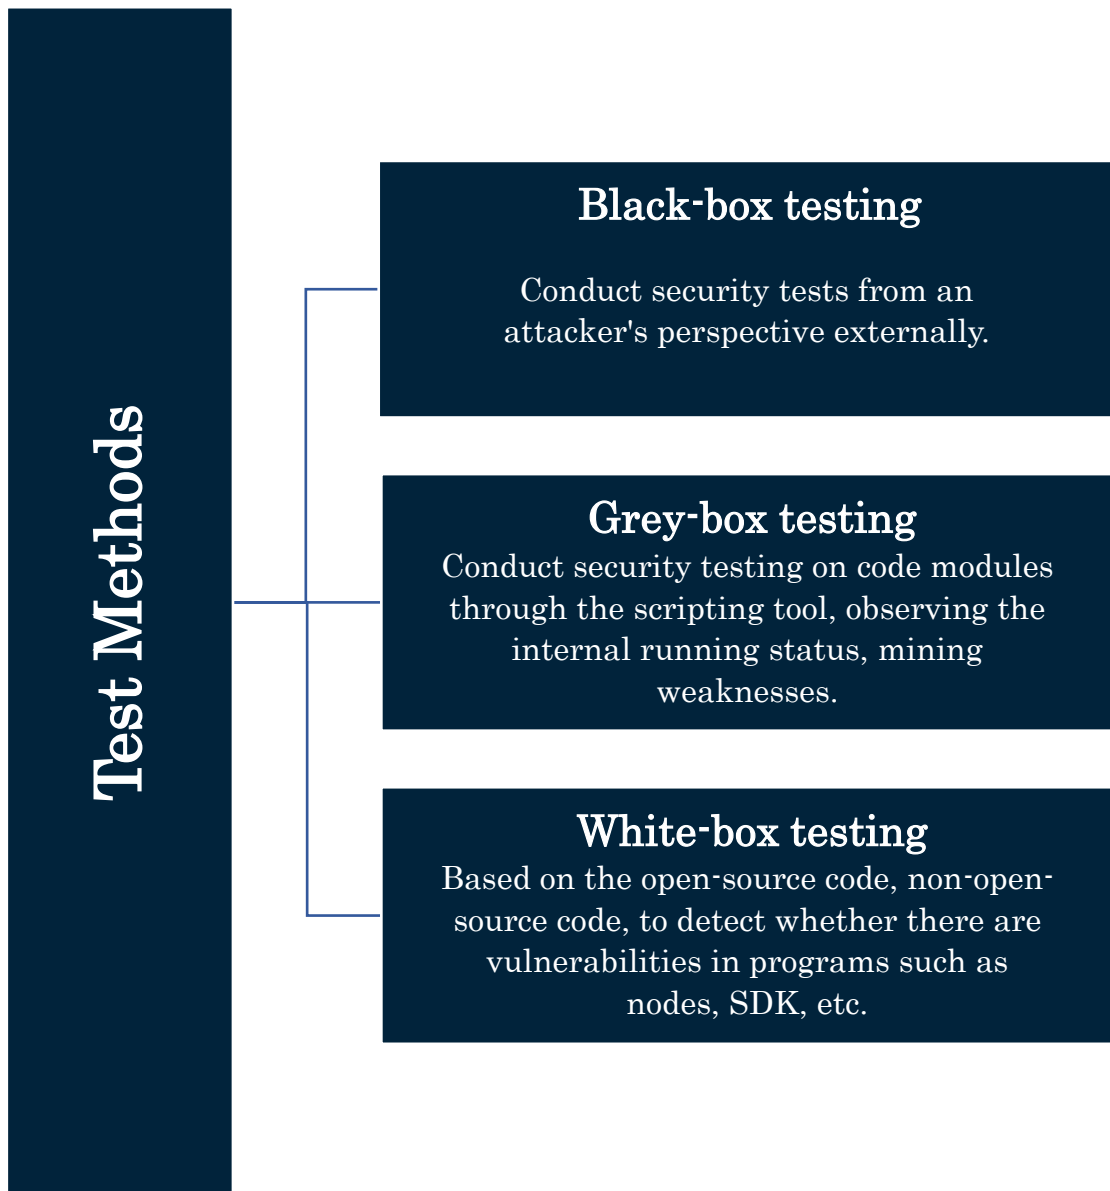 Test Methods
Black-box testing
Conduct security tests from an
attacker's perspective externally.
Grey-box testing
Conduct security testing on code modules
through the scripting tool, observing the
internal running status, mining
weaknesses.
White-box testing
Based on the open-source code, non-open-
source code, to detect whether there are
vulnerabilities in programs such as
nodes, SDK, etc.